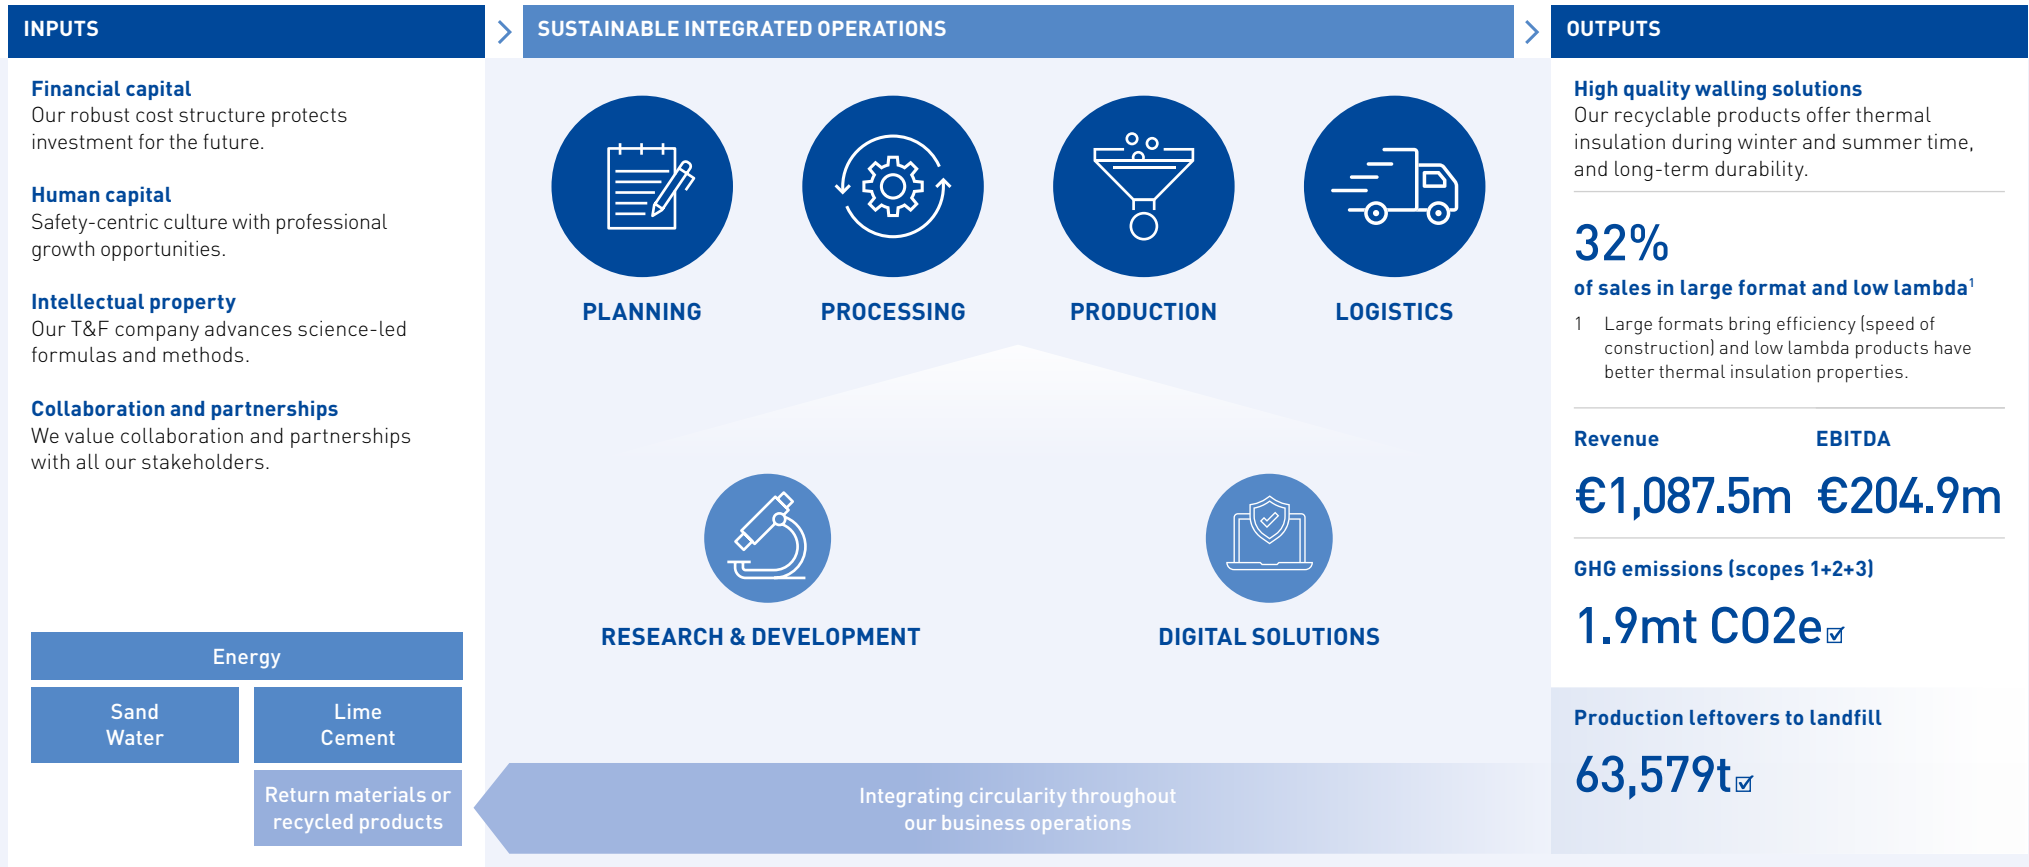 INPUTS
Financial capital
Our robust cost structure protects
investment for the future.
Human capital
Safety-centric culture with professional
growth opportunities.
Intellectual property
Our T&F company advances science-led
formulas and methods.
Collaboration and partnerships
We value collaboration and partnerships
with all our stakeholders.
Energy
Sand
Water
Lime
Cement
Return materials or
recycled products
SUSTAINABLE INTEGRATED OPERATIONS
PLANNING
PROCESSING
PRODUCTION
LOGISTICS
RESEARCH & DEVELOPMENT
DIGITAL SOLUTIONS
Integrating circularity throughout
our business operations
OUTPUTS
High quality walling solutions
Our recyclable products offer thermal
insulation during winter and summer time,
and long-term durability.
32%
of sales in large format and low lambda¹
1 Large formats bring efficiency (speed of
construction) and low lambda products have
better thermal insulation properties.
Revenue
€1,087.5m
EBITDA
€204.9m
GHG emissions (scopes 1+2+3)
1.9mt CO2e
Production leftovers to landfill
63,579t